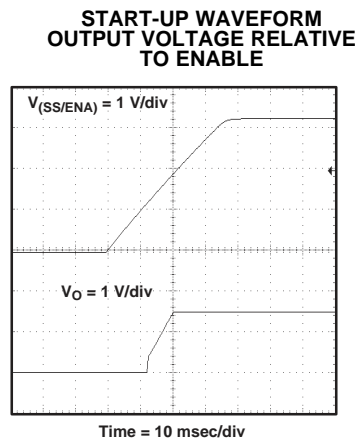 START-UP WAVEFORM
OUTPUT VOLTAGE RELATIVE
TO ENABLE
V(SS/ENA) = 1 V/div
VO = 1 V/div
Time = 10 msec/div